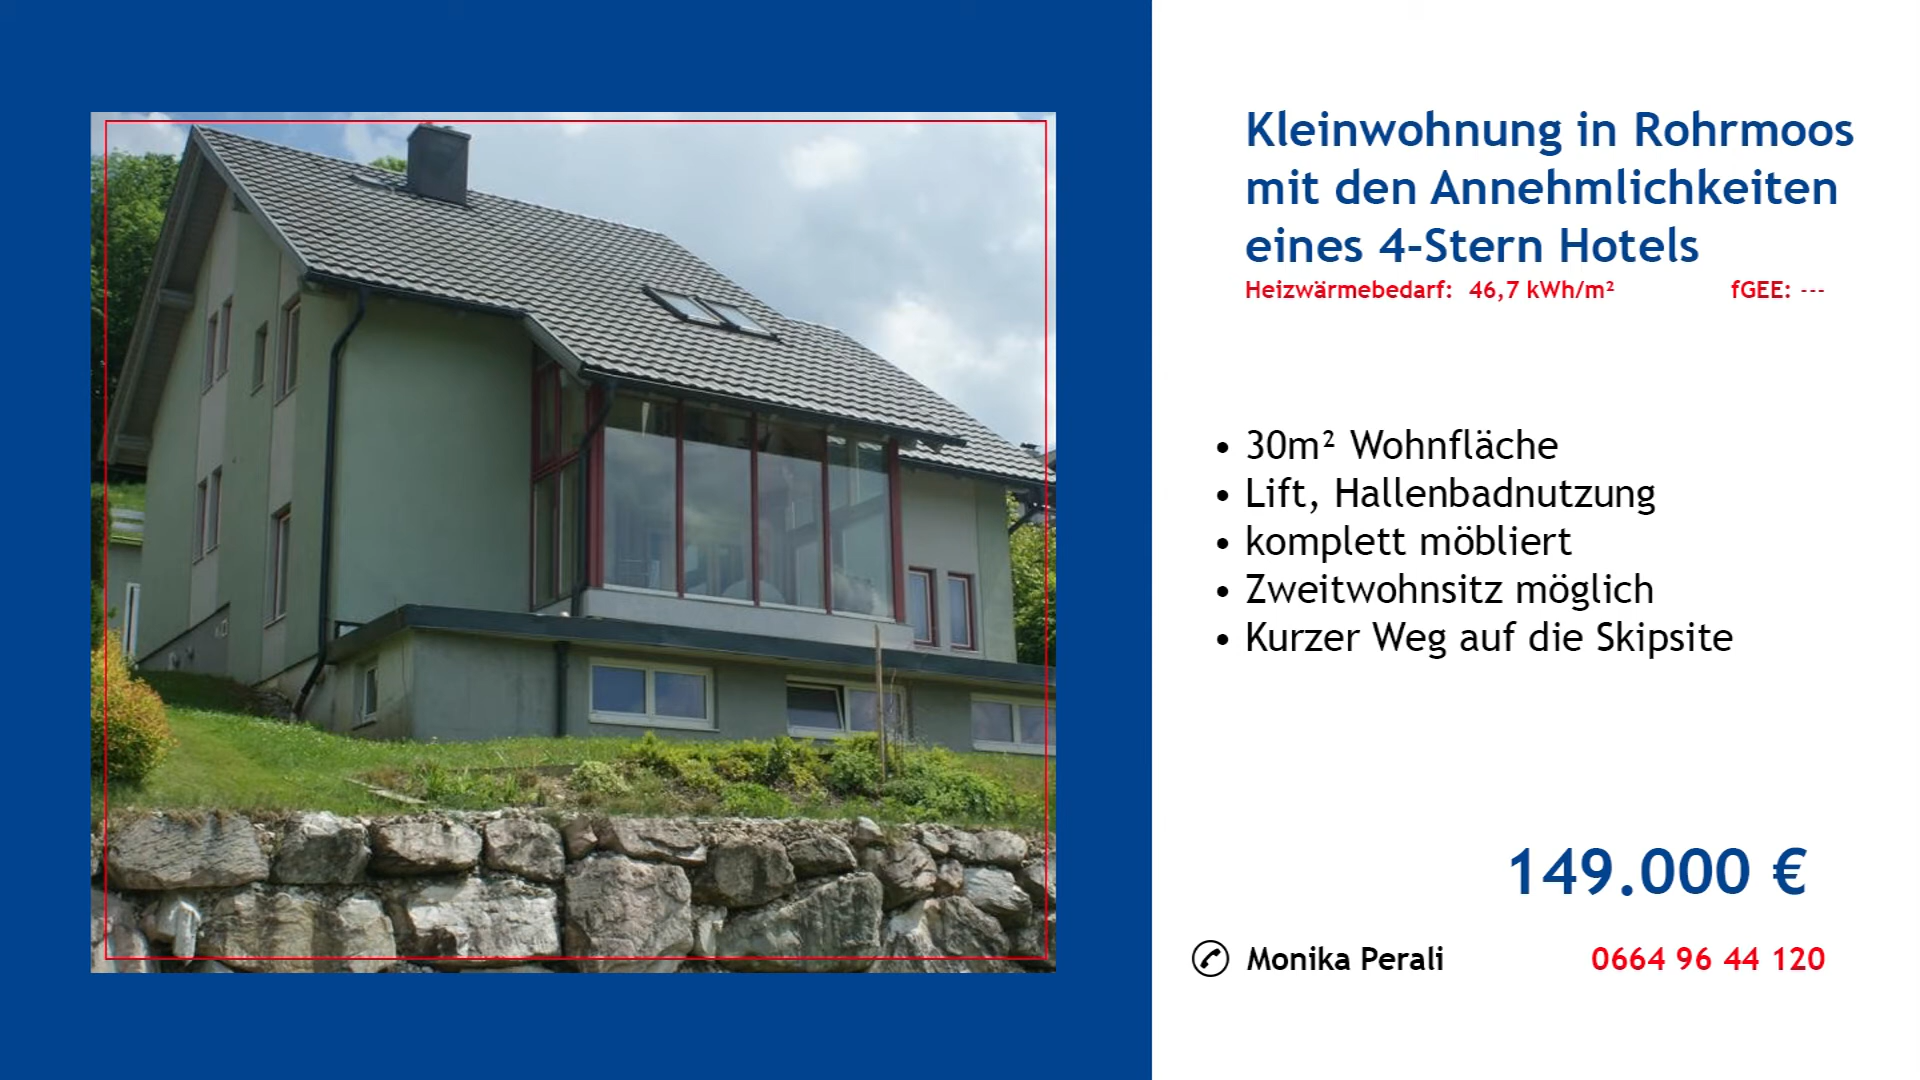 Kleinwohnung in Rohrmoos
mit den Annehmlichkeiten
eines 4-Stern Hotels
Heizwärmebedarf: 46,7 kWh/m² fGEE: ---
• 30m² Wohnfläche
• Lift, Hallenbadnutzung
• komplett möbliert
• Zweitwohnsitz möglich
• Kurzer Weg auf die Skipsite
149.000 €
Monika Perali 0664 96 44 120